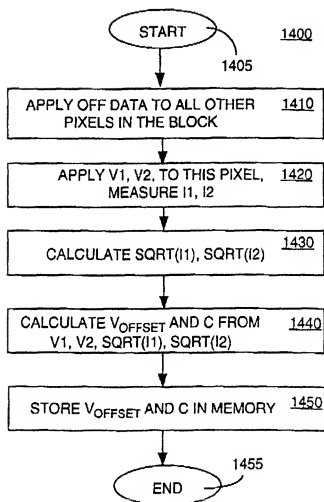 START
1400
1405
APPLY OFF DATA TO ALL OTHER 1410
PIXELS IN THE BLOCK
APPLY V1, V2, TO THIS PIXEL, 1420
MEASURE I1, I2
CALCULATE SQRT(I1), SQRT(I2) 1430
CALCULATE VOFFSET AND C FROM 1440
V1, V2, SQRT(I1), SQRT(I2)
STORE VOFFSET AND C IN MEMORY 1450
END
1455